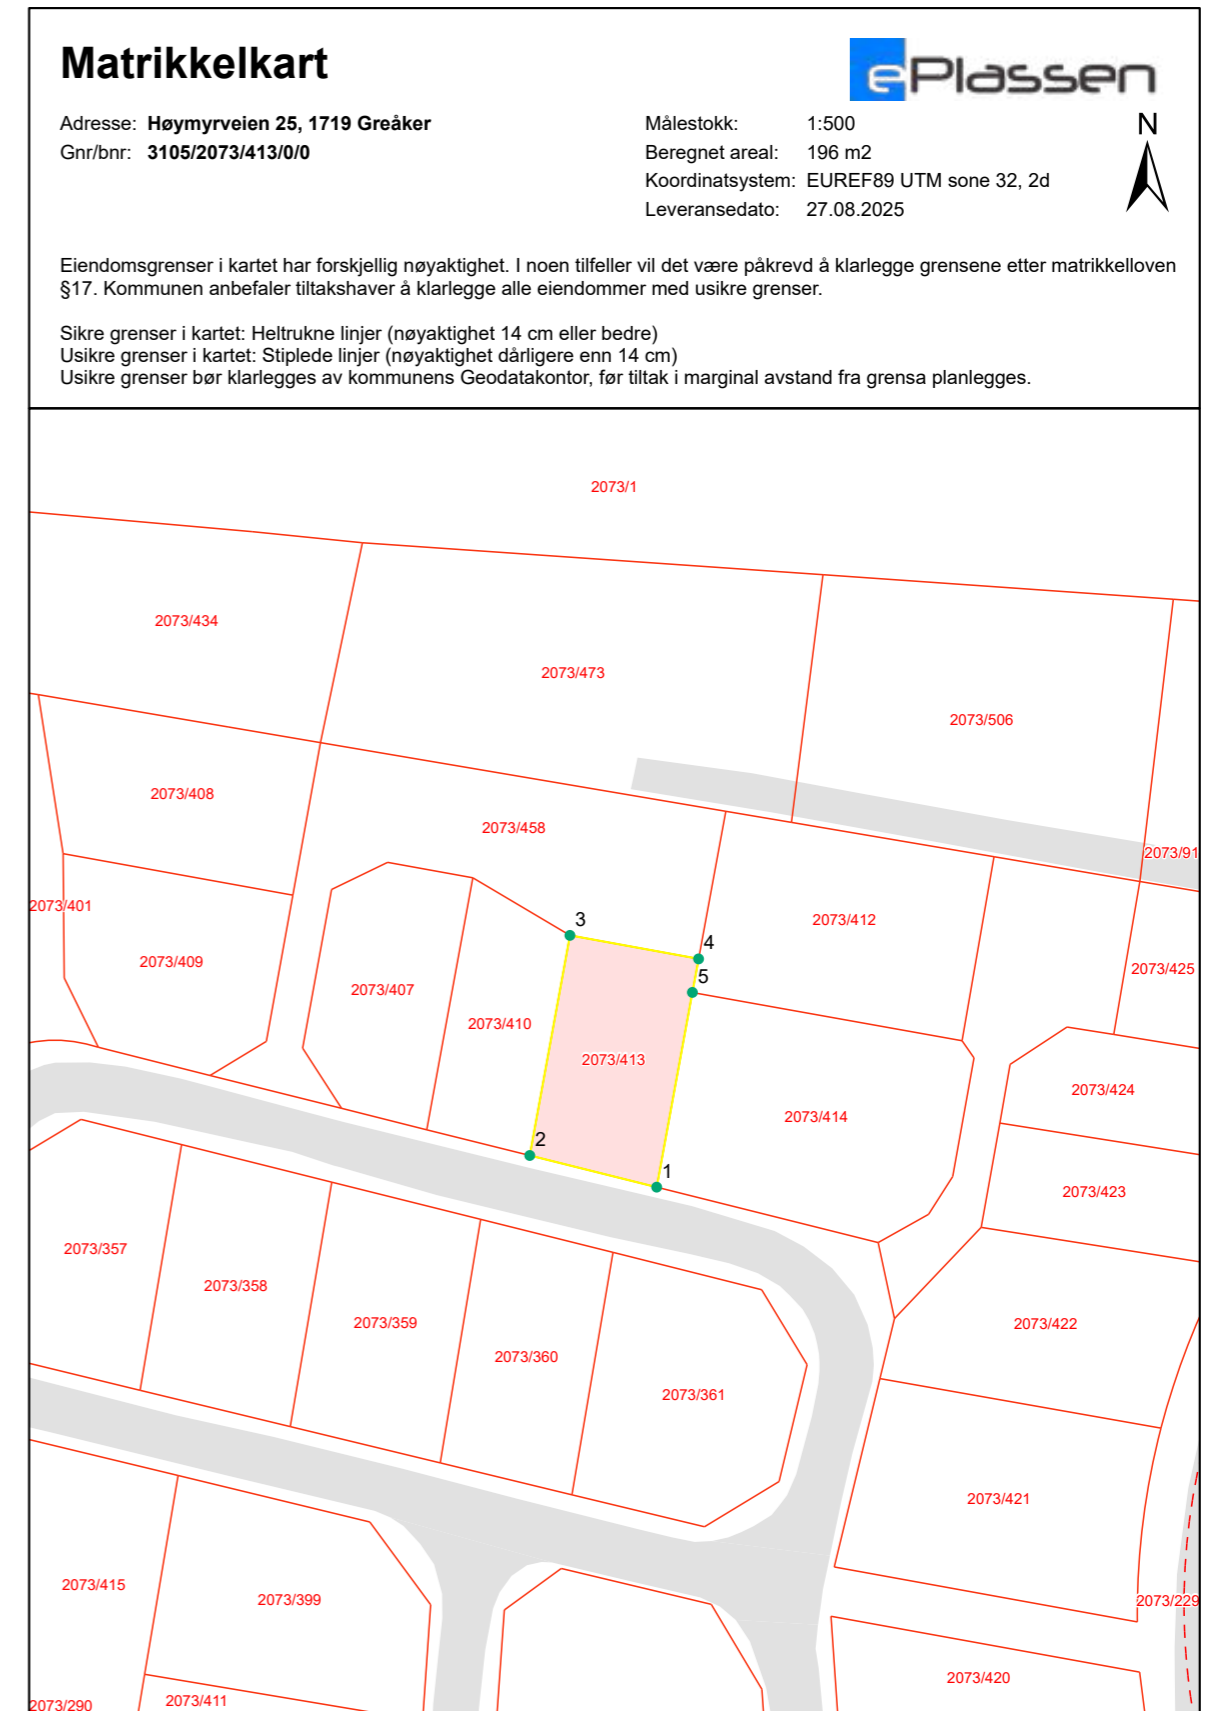 Matrikkelkart
ePlassen
Adresse: Høymyrveien 25, 1719 Greåker
Gnr/bnr: 3105/2073/413/0/0
Målestokk: 1:500
Beregnet areal: 196 m2
Koordinatsystem: EUREF89 UTM sone 32, 2d
Leveransedato: 27.08.2025
N
Eiendomsgrenser i kartet har forskjellig nøyaktighet. I noen tilfeller vil det være påkrevd å klarlegge grensene etter matrikkelloven
§17. Kommunen anbefaler tiltakshaver å klarlegge alle eiendommer med usikre grenser.
Sikre grenser i kartet: Heltrukne linjer (nøyaktighet 14 cm eller bedre)
Usikre grenser i kartet: Stiplede linjer (nøyaktighet dårligere enn 14 cm)
Usikre grenser bør klarlegges av kommunens Geodatakontor, før tiltak i marginal avstand fra grensa planlegges.
2073/1
2073/434
2073/473
2073/506
2073/408
2073/458
2073/91
2073/401
2073/412
3
4
2073/409
2073/425
5
2073/407
2073/410
2073/413
2073/424
2073/414
2
1
2073/423
2073/357
2073/358
2073/359
2073/422
2073/360
2073/361
2073/421
2073/415
2073/399
2073/229
2073/420
2073/290
2073/411